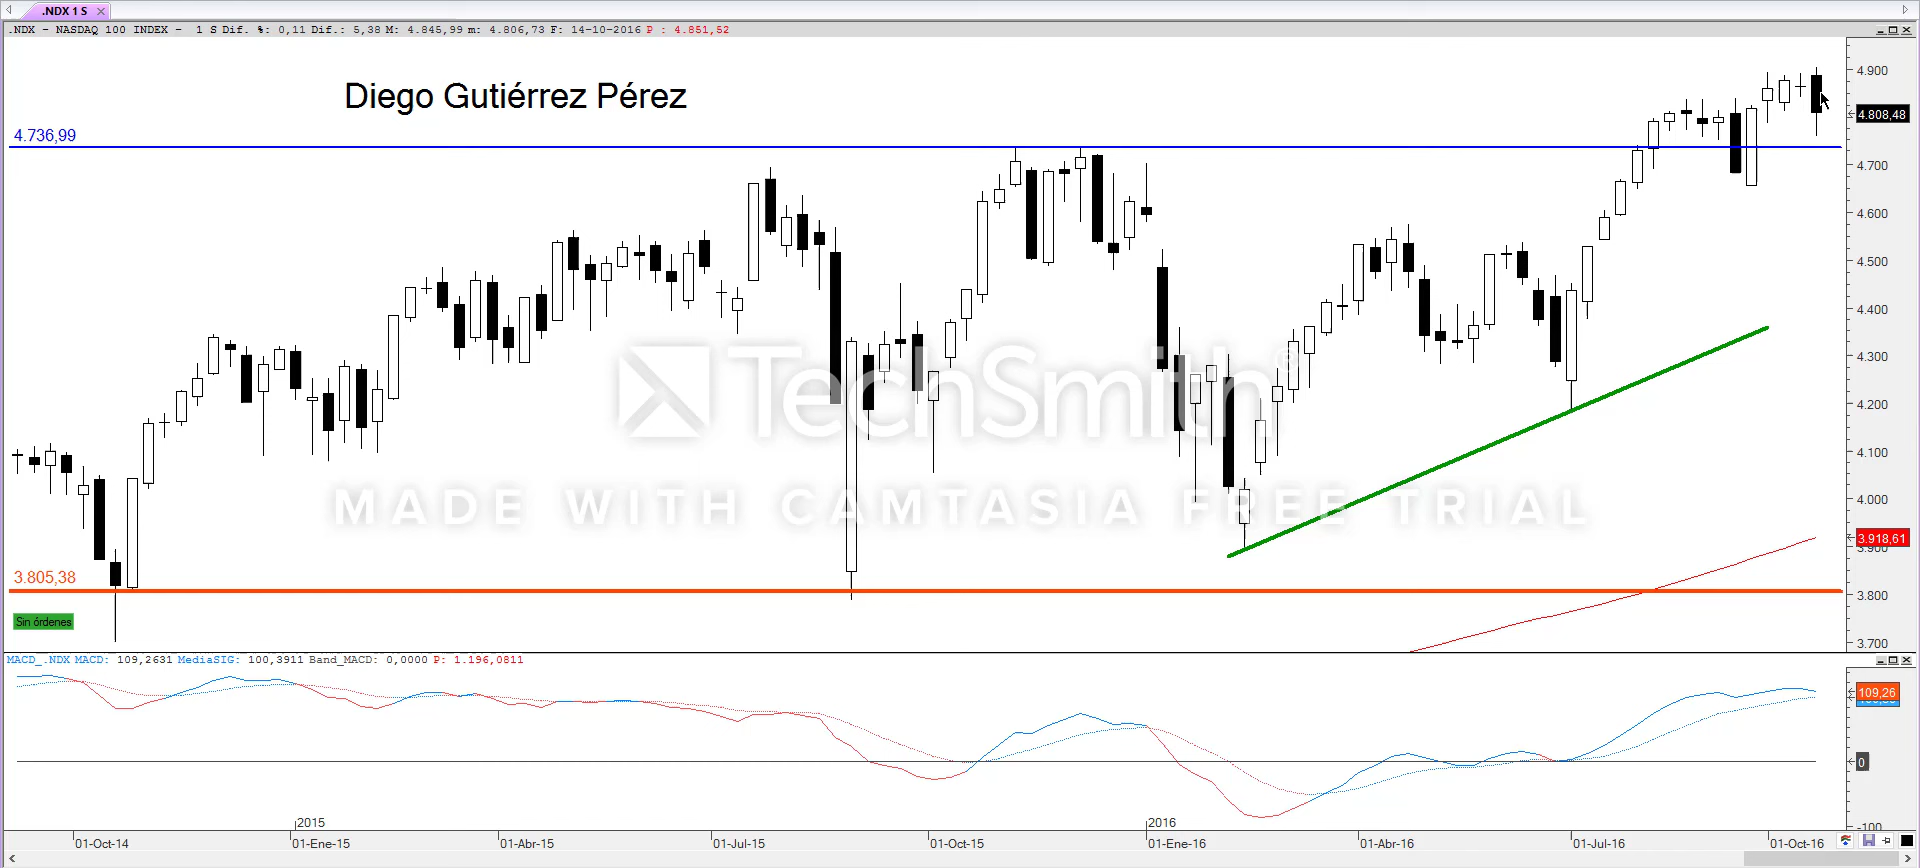 .NDX 1 S
.NDX - NASDAQ 100 INDEX - 1 S Dif. %: 0,11 Dif.: 5,38 M: 4.845,99 m: 4.806,73 F: 14-10-2016 P : 4.851,52
Diego Gutiérrez Pérez
4.736,99
4.900
4.808,48
4.700
4.600
4.500
4.400
4.300
4.200
4.100
4.000
3.918,61
3.900
3.800
3.700
TechSmith®
MADE WITH CAMTASIA FREE TRIAL
3.805,38
Sin órdenes
MACD_.NDX MACD: 109,2631 MediaSIG: 100,3911 Band_MACD: 0,0000 P: 1.196,0811
109,26
0
-100
2015
2016
01-Oct-14
01-Ene-15
01-Abr-15
01-Jul-15
01-Oct-15
01-Ene-16
01-Abr-16
01-Jul-16
01-Oct-16